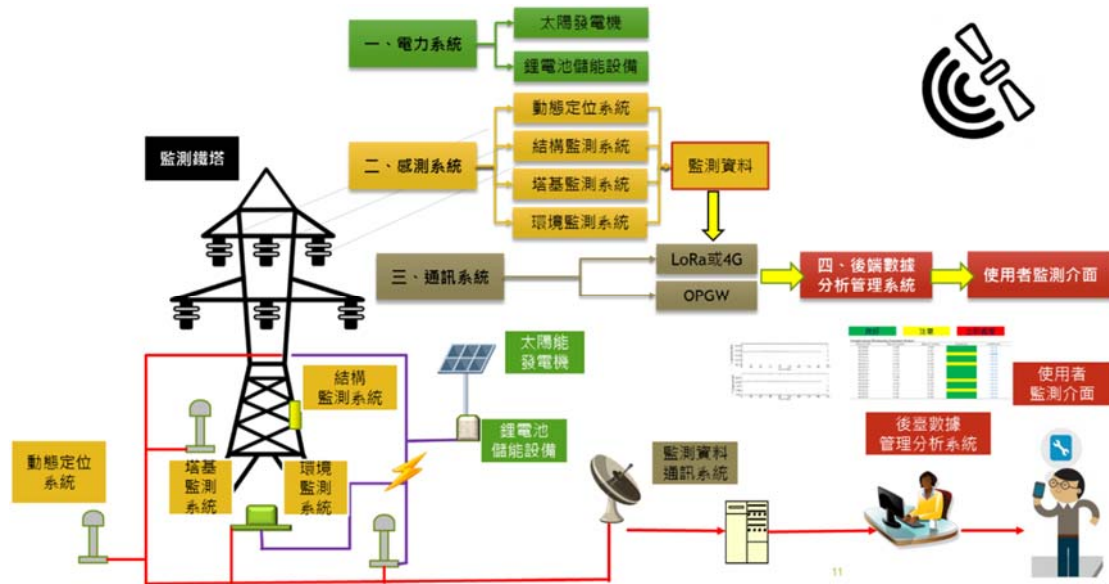 一、電力系統
太陽發電機
鋰電池儲能設備
監測鐵塔
二、感測系統
動態定位系統
結構監測系統
塔基監測系統
環境監測系統
監測資料
三、通訊系統
LoRa或4G
OPGW
四、後端數據
分析管理系統
使用者監測介面
太陽能
發電機
結構
監測系統
鋰電池
儲能設備
動態定位
系統
塔基
監測
系統
環境
監測
系統
監測資料
通訊系統
使用者
監測介面
後臺數據
管理分析系統
11